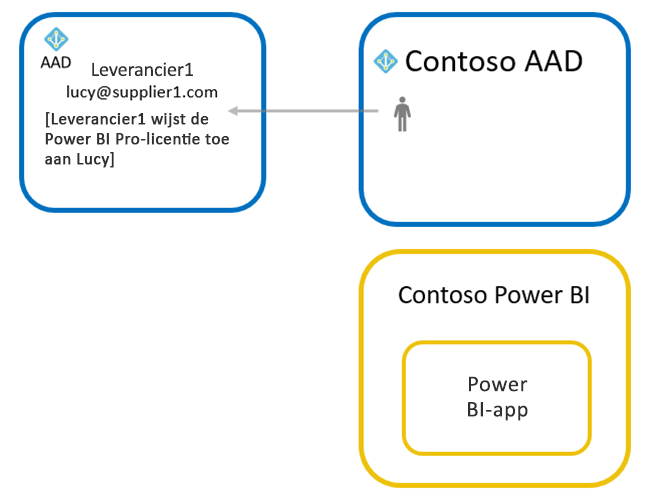 AAD
Leverancier1
lucy@supplier1.com
[Leverancier1 wijst de
Power BI Pro-licentie toe
aan Lucy]
Contoso AAD
Contoso Power BI
Power
BI-app